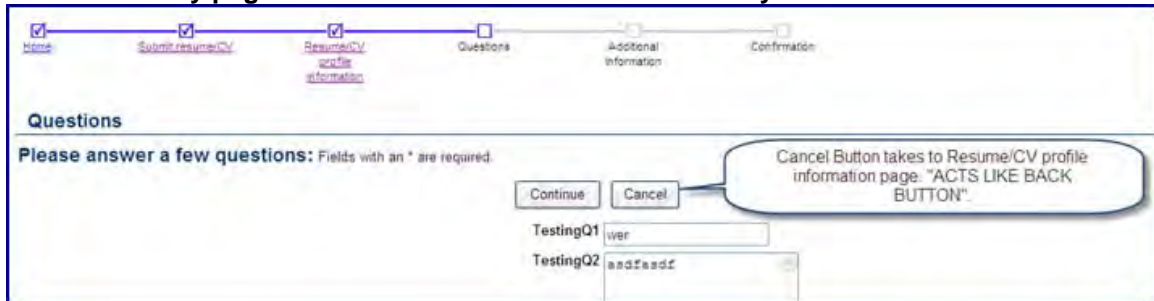 Home
Submit resume/CV
Resume/CV
profile
information
Questions
Additional
Information
Confirmation
Questions
Please answer a few questions: Fields with an * are required.
Cancel Button takes to Resume/CV profile
information page. "ACTS LIKE BACK
BUTTON".
Continue Cancel
TestingQ1 wer
TestingQ2 asdfasdf